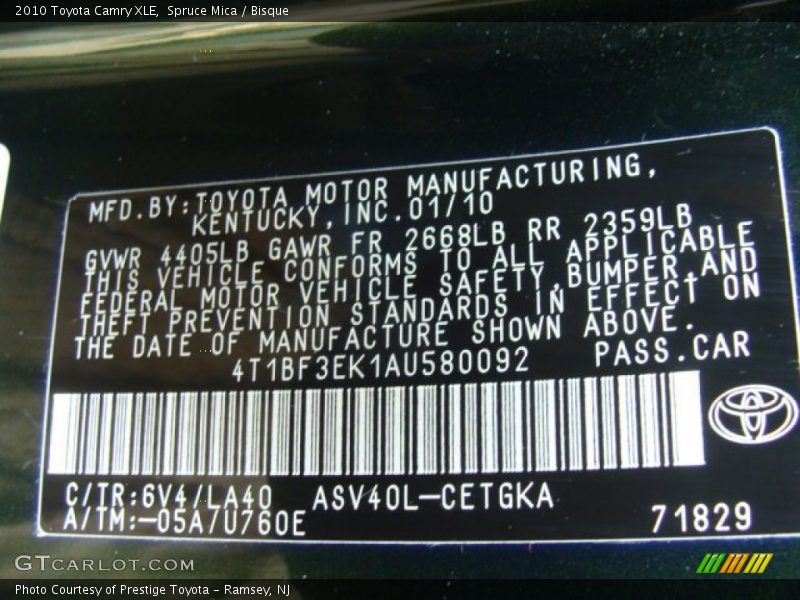 2010 Toyota Camry XLE, Spruce Mica / Bisque
MFD.BY:TOYOTA MOTOR MANUFACTURING,
KENTUCKY,INC.01/10
GVWR 4405LB GAWR FR 2668LB RR 2359LB
THIS VEHICLE CONFORMS TO ALL APPLICABLE
FEDERAL MOTOR VEHICLE SAFETY,BUMPER,AND
THEFT PREVENTION STANDARDS IN EFFECT ON
THE DATE OF MANUFACTURE SHOWN ABOVE.
4T1BF3EK1AU580092 PASS.CAR
C/TR:6V4/LA40 ASV40L-CETGKA
A/TM:-05A/U760E 71829
GTCARLOT.COM
Photo Courtesy of Prestige Toyota - Ramsey, NJ